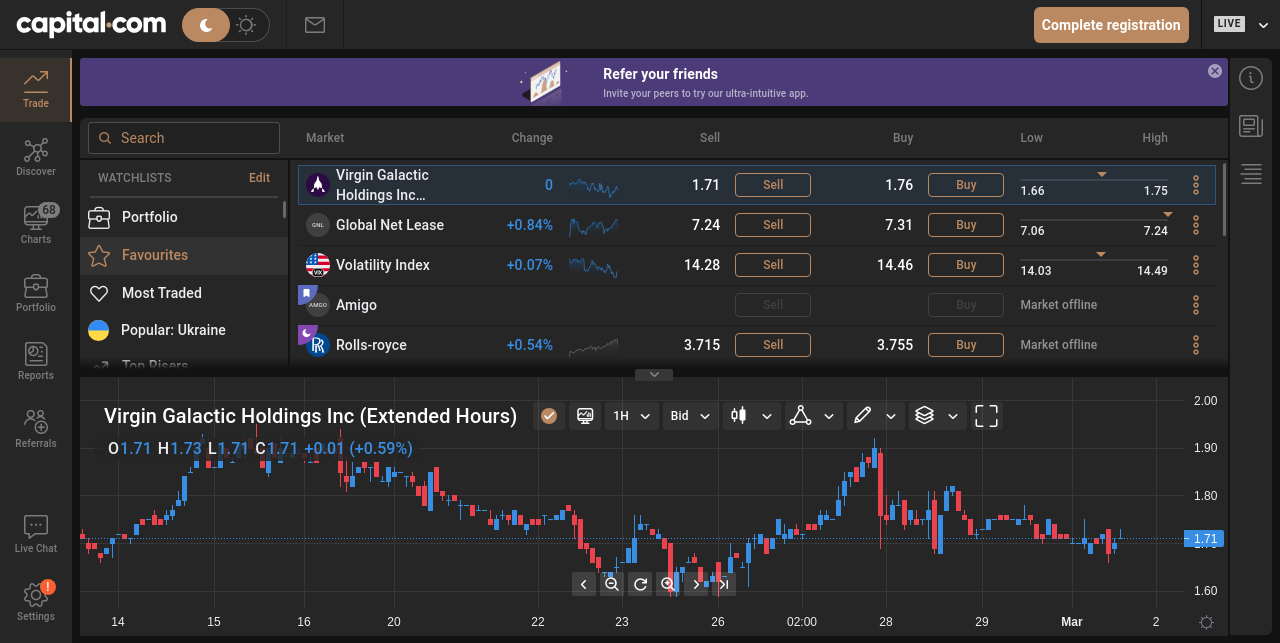 capital.com
Complete registration
LIVE
Refer your friends
Invite your peers to try our ultra-intuitive app.
Trade
Discover
68
Charts
Portfolio
Reports
Referrals
Live Chat
!
Settings
Search
WATCHLISTS Edit
Portfolio
Favourites
Most Traded
Popular: Ukraine
Top Risers
Market Change Sell Buy Low High
Virgin Galactic
Holdings Inc... 0 1.71 Sell 1.76 Buy 1.66 1.75
GNL Global Net Lease +0.84% 7.24 Sell 7.31 Buy 7.06 7.24
VIX Volatility Index +0.07% 14.28 Sell 14.46 Buy 14.03 14.49
AMGO Amigo Sell Buy Market offline
Rolls-royce +0.54% 3.715 Sell 3.755 Buy Market offline
Virgin Galactic Holdings Inc (Extended Hours) 1H Bid
O1.71 H1.73 L1.71 C1.71 +0.01 (+0.59%)
2.00
1.90
1.80
1.71
1.60
14 15 16 20 22 23 26 02:00 28 29 Mar 2